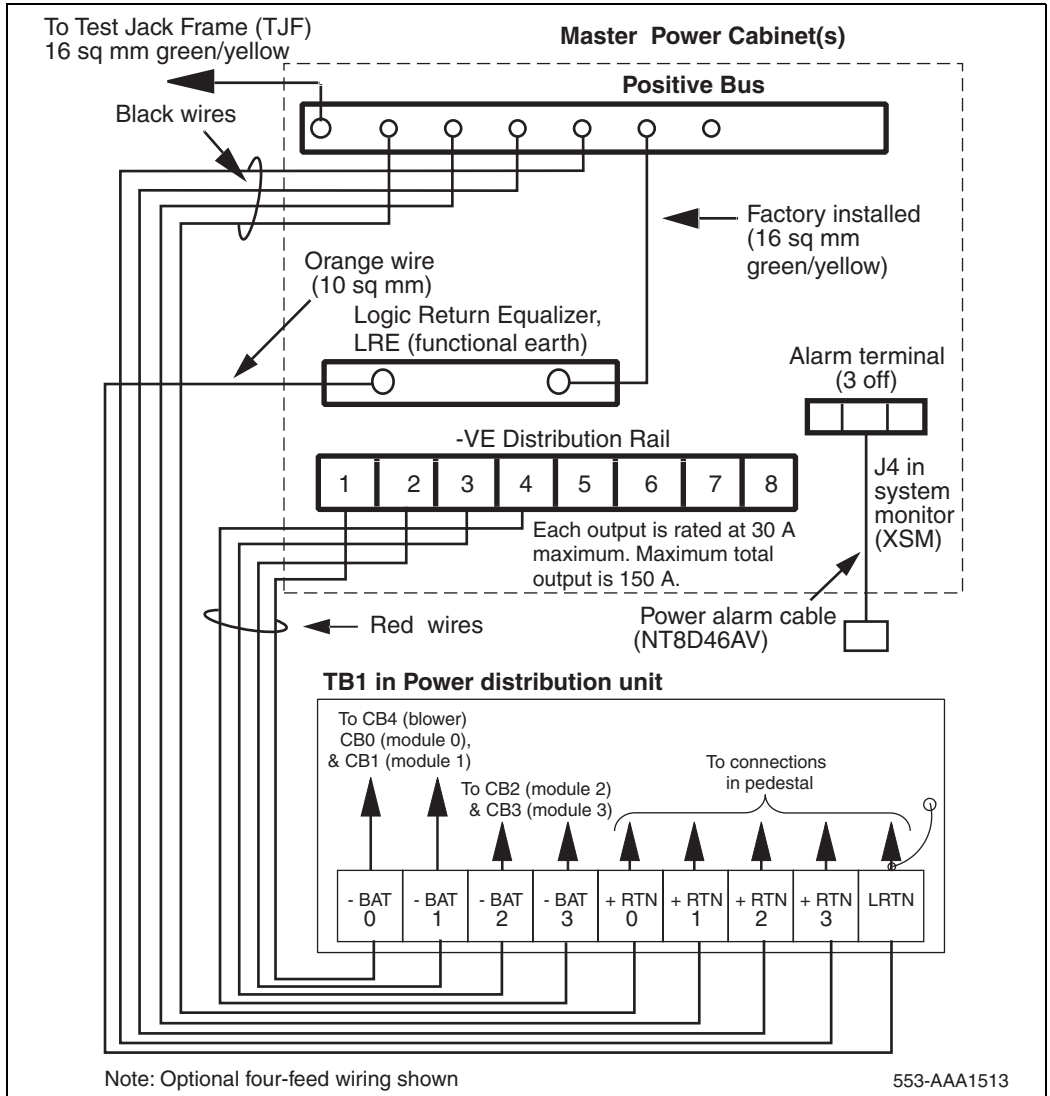 To Test Jack Frame (TJF)
16 sq mm green/yellow
Master Power Cabinet(s)
Positive Bus
Black wires
Factory installed
(16 sq mm
green/yellow)
Orange wire
(10 sq mm)
Logic Return Equalizer,
LRE (functional earth)
Alarm terminal
(3 off)
-VE Distribution Rail
1 2 3 4 5 6 7 8
J4 in
system
monitor
(XSM)
Each output is rated at 30 A
maximum. Maximum total
output is 150 A.
Power alarm cable
(NT8D46AV)
Red wires
TB1 in Power distribution unit
To CB4 (blower)
CB0 (module 0),
& CB1 (module 1)
To CB2 (module 2)
& CB3 (module 3)
To connections
in pedestal
- BAT - BAT - BAT - BAT + RTN + RTN + RTN + RTN LRTN
0 1 2 3 0 1 2 3
Note: Optional four-feed wiring shown
553-AAA1513